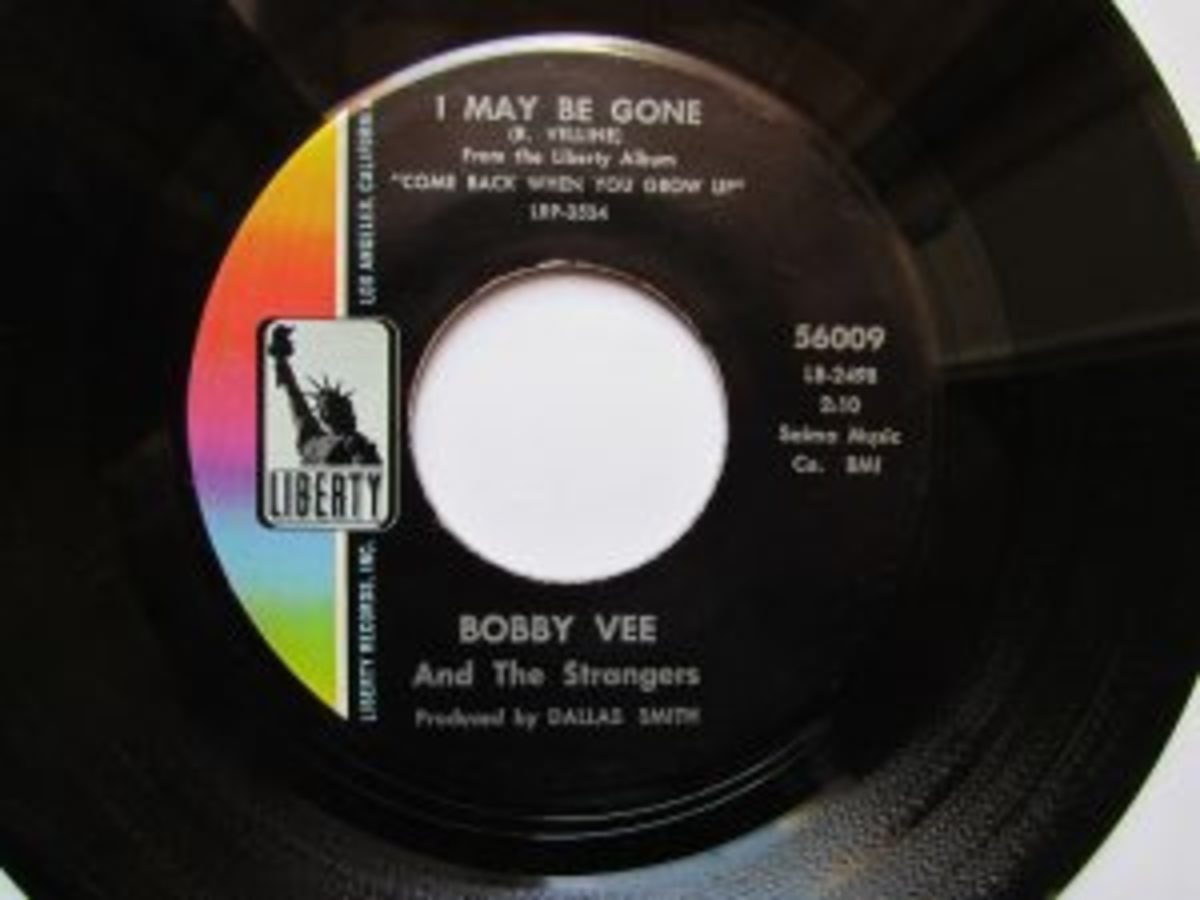 I MAY BE GONE
(R. VELLINE)
From the Liberty Album
"COME BACK WHEN YOU GROW UP"
LRP-3534
56009
LB-2498
2:10
Saima Music
Co. BMI
LIBERTY
LIBERTY RECORDS, INC.
LOS ANGELES, CALIFORNIA
BOBBY VEE
And The Strangers
Produced by DALLAS SMITH